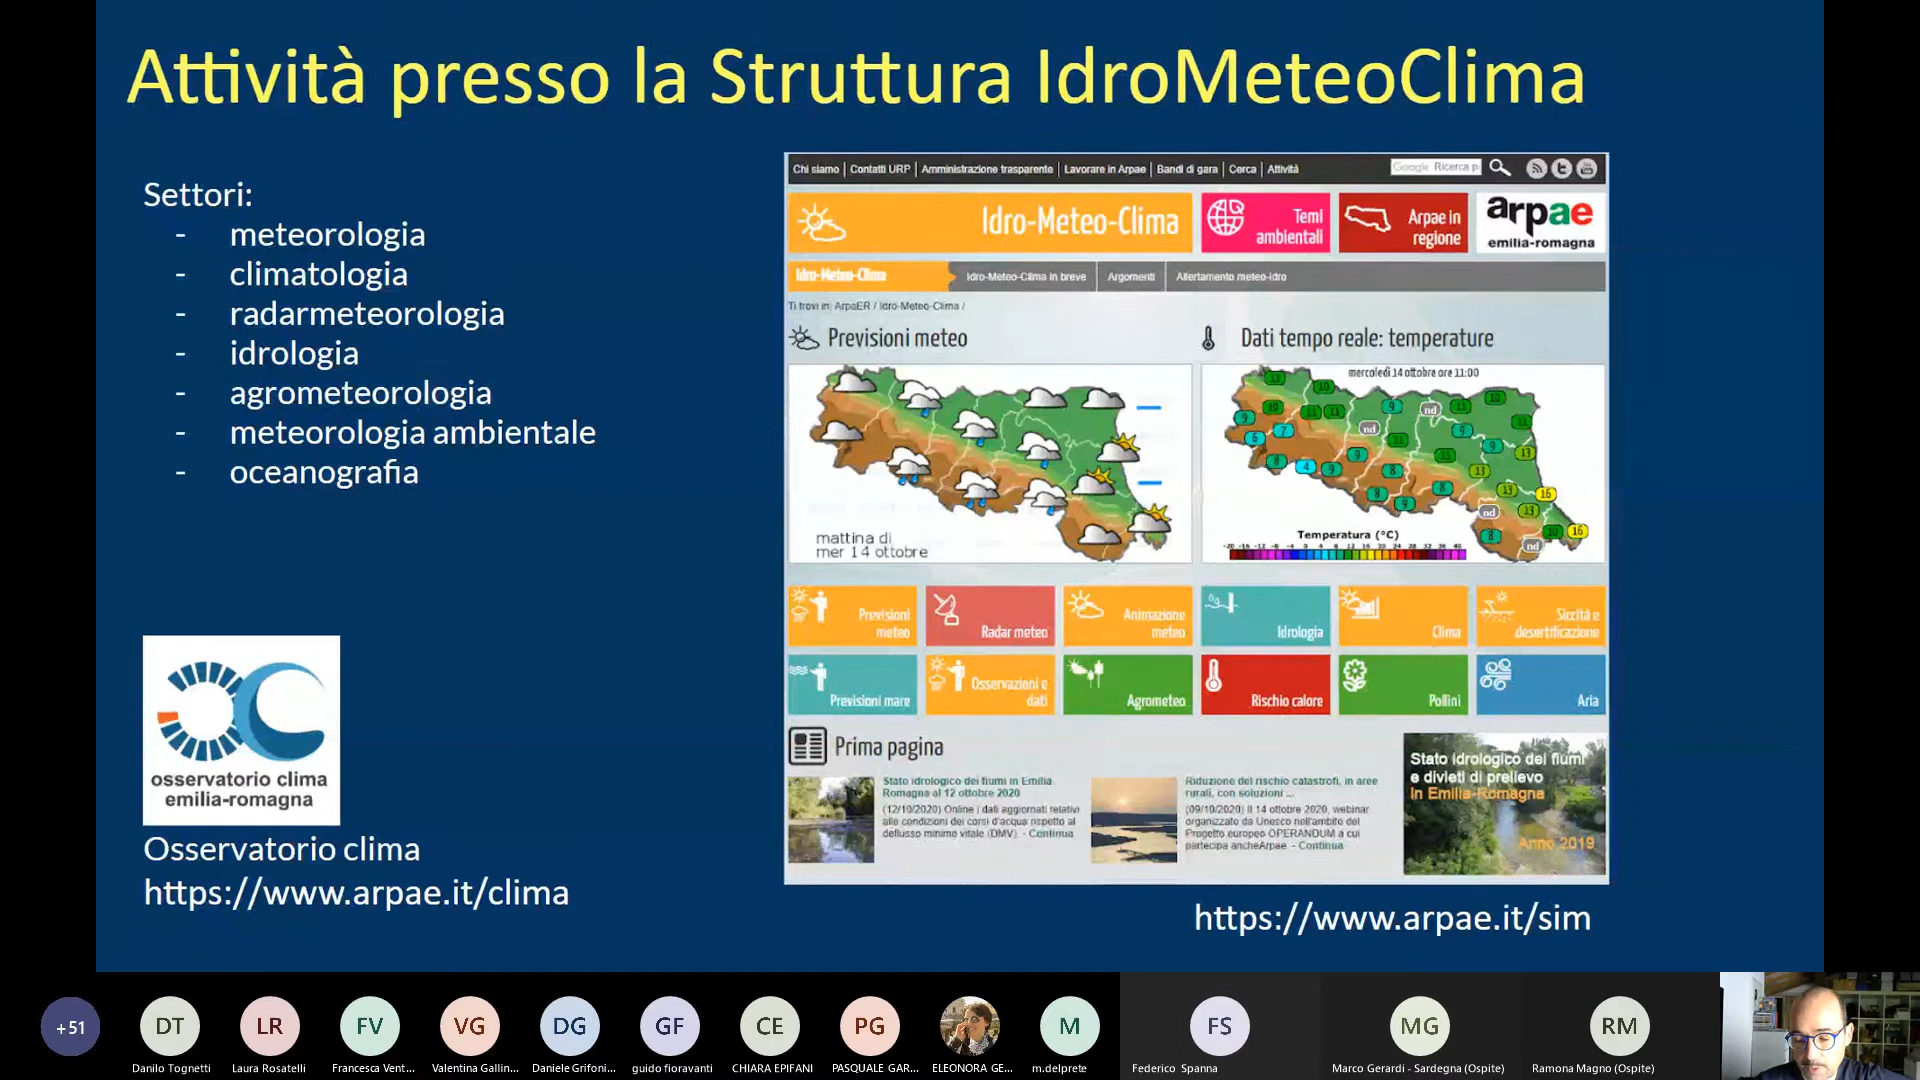 Attività presso la Struttura IdroMeteoClima
Settori:
- meteorologia
- climatologia
- radarmeteorologia
- idrologia
- agrometeorologia
- meteorologia ambientale
- oceanografia
osservatorio clima
emilia-romagna
Osservatorio clima
https://www.arpae.it/clima
Chi siamo | Contatti URP | Amministrazione trasparente | Lavorare in Arpae | Bandi di gara | Cerca | Attività
Google Ricerca p
Idro-Meteo-Clima
Temi
ambientali
Arpae in
regione
arpae
emilia-romagna
Idro-Meteo-Clima
Idro-Meteo-Clima in breve | Argomenti | Allertamento meteo-idro
Ti trovi in: ArpaER / Idro-Meteo-Clima /
Previsioni meteo
mattina di
mer 14 ottobre
Dati tempo reale: temperature
mercoledì 14 ottobre ore 11:00
Temperatura (°C)
Previsioni
meteo
Radar meteo
Animazione
meteo
Idrologia
Clima
Siccità e
desertificazione
Previsioni mare
Osservazioni e
dati
Agrometeo
Rischio calore
Pollini
Aria
Prima pagina
Stato idrologico dei fiumi in Emilia
Romagna al 12 ottobre 2020
(12/10/2020) Online i dati aggiornati relativi
alle condizioni dei corsi d'acqua rispetto al
deflusso minimo vitale (DMV). - Continua
Riduzione del rischio catastrofi, in aree
rurali, con soluzioni ...
(09/10/2020) Il 14 ottobre 2020, webinar
organizzato da Unesco nell'ambito del
Progetto europeo OPERANDUM a cui
partecipa ancheArpae. - Continua
Stato idrologico dei fiumi
e divieti di prelievo
in Emilia-Romagna
Anno 2019
https://www.arpae.it/sim
+51
DT
LR
FV
VG
DG
GF
CE
PG
M
FS
MG
RM
Danilo Tognetti
Laura Rosatelli
Francesca Vent...
Valentina Gallin...
Daniele Grifoni...
guido fioravanti
CHIARA EPIFANI
PASQUALE GAR...
ELEONORA GE...
m.delprete
Federico Spanna
Marco Gerardi - Sardegna (Ospite)
Ramona Magno (Ospite)